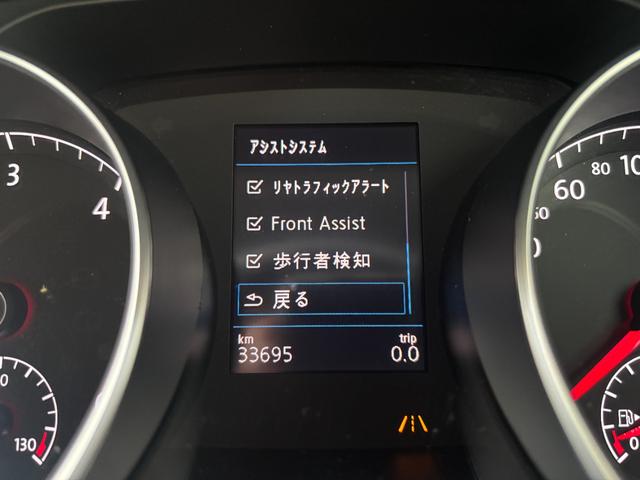 アシストシステム
リヤトラフィックアラート
Front Assist
歩行者検知
戻る
km trip
33695 0.0
3
4
130
60 80
0